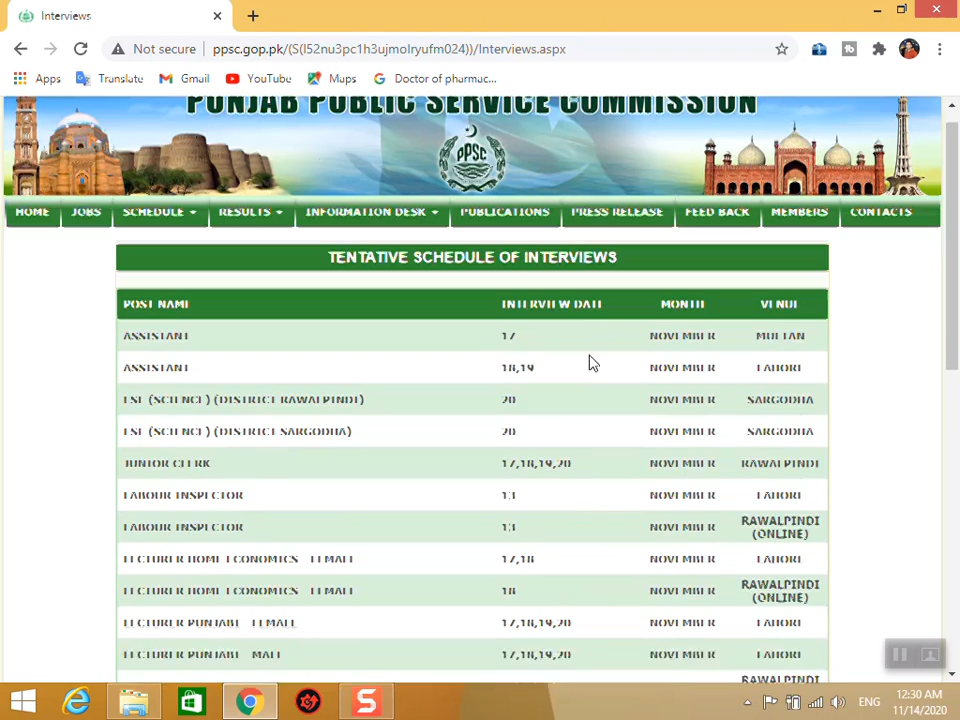 Interviews
Not secure ppsc.gop.pk/(S(l52nu3pc1h3ujmolryufm024))/Interviews.aspx
Apps Translate Gmail YouTube Maps Doctor of pharmac...
PUNJAB PUBLIC SERVICE COMMISSION
PPSC
HOME JOBS SCHEDULE RESULTS INFORMATION DESK PUBLICATIONS PRESS RELEASE FEED BACK MEMBERS CONTACTS
TENTATIVE SCHEDULE OF INTERVIEWS
POST NAME INTERVIEW DATE MONTH VENUE
ASSISTANT 17 NOVEMBER MULTAN
ASSISTANT 18,19 NOVEMBER LAHORE
ESE (SCIENCE) (DISTRICT RAWALPINDI) 20 NOVEMBER SARGODHA
ESE (SCIENCE) (DISTRICT SARGODHA) 20 NOVEMBER SARGODHA
JUNIOR CLERK 17,18,19,20 NOVEMBER RAWALPINDI
LABOUR INSPECTOR 13 NOVEMBER LAHORE
LABOUR INSPECTOR 13 NOVEMBER RAWALPINDI (ONLINE)
LECTURER HOME ECONOMICS - FEMALE 17,18 NOVEMBER LAHORE
LECTURER HOME ECONOMICS - FEMALE 18 NOVEMBER RAWALPINDI (ONLINE)
LECTURER PUNJABI - FEMALE 17,18,19,20 NOVEMBER LAHORE
LECTURER PUNJABI - MALE 17,18,19,20 NOVEMBER LAHORE
RAWALPINDI
ENG
12:30 AM
11/14/2020